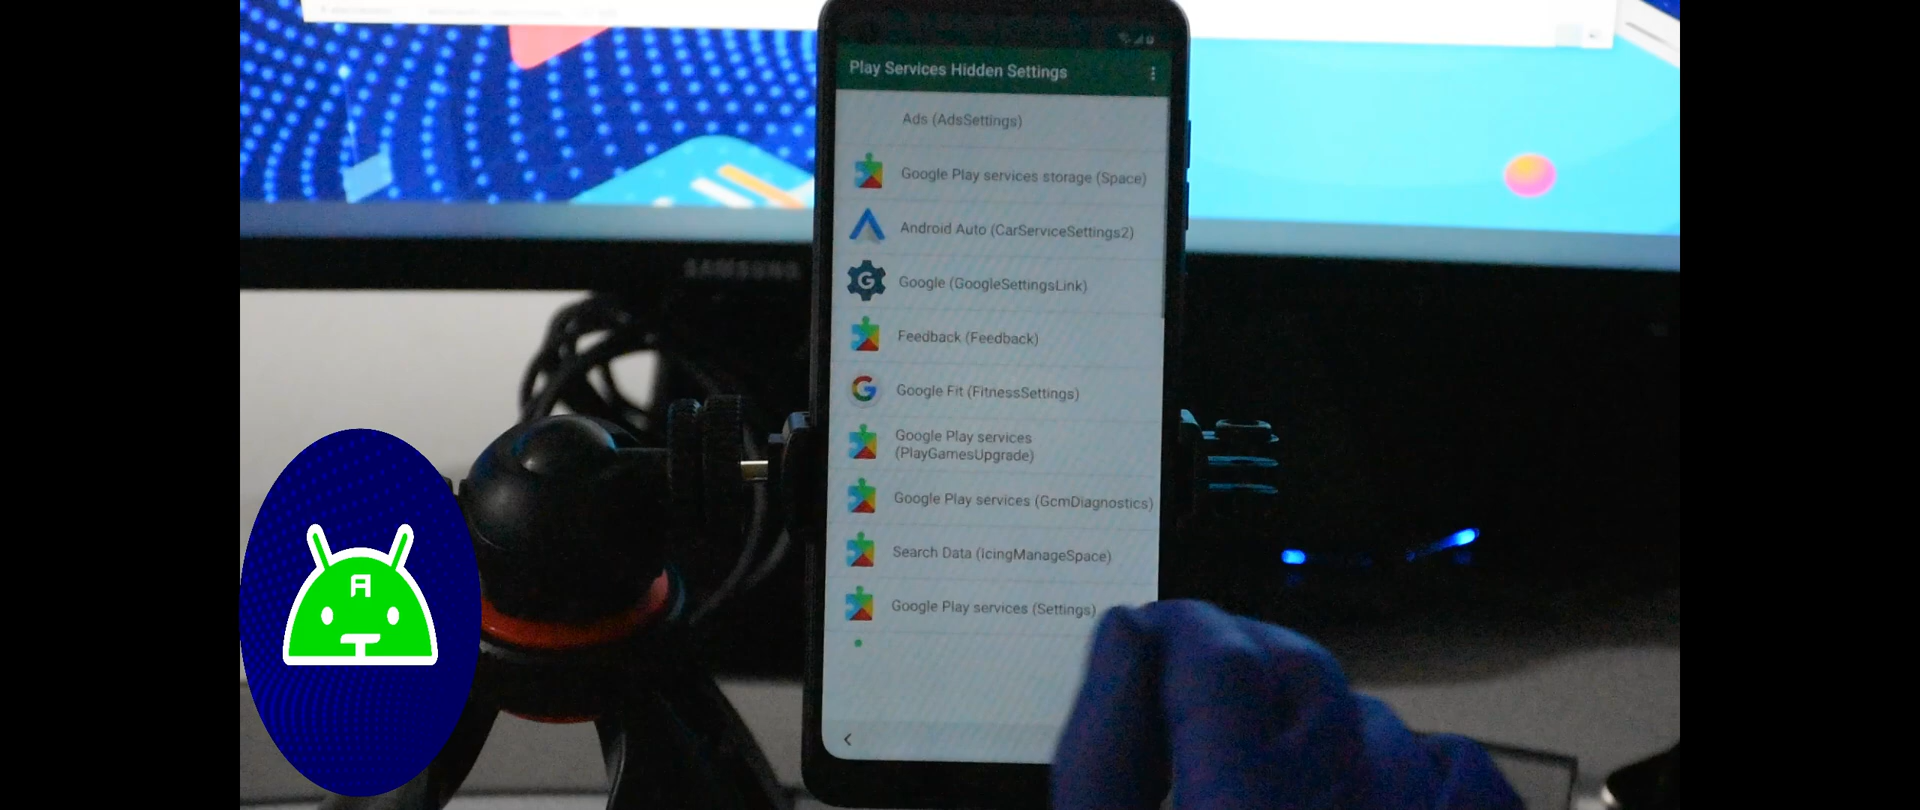 Play Services Hidden Settings
Ads (AdsSettings)
Google Play services storage (Space)
Android Auto (CarServiceSettings2)
Google (GoogleSettingsLink)
Feedback (Feedback)
Google Fit (FitnessSettings)
Google Play services
(PlayGamesUpgrade)
Google Play services (GcmDiagnostics)
Search Data (IcingManageSpace)
Google Play services (Settings)
SAMSUNG
A